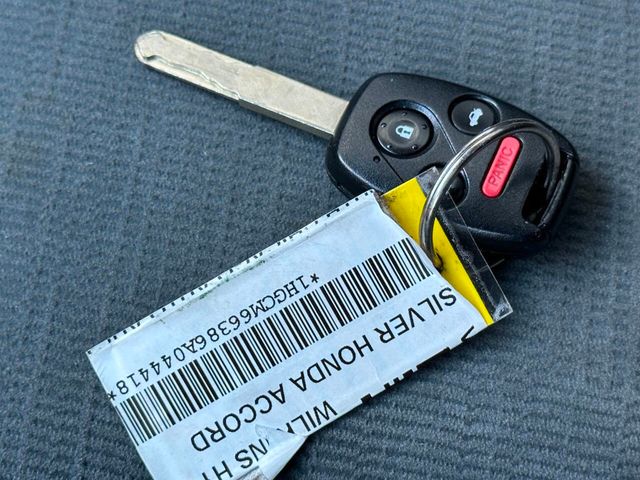 PANIC
*1HGCM66386A044418*
SILVER HONDA ACCORD